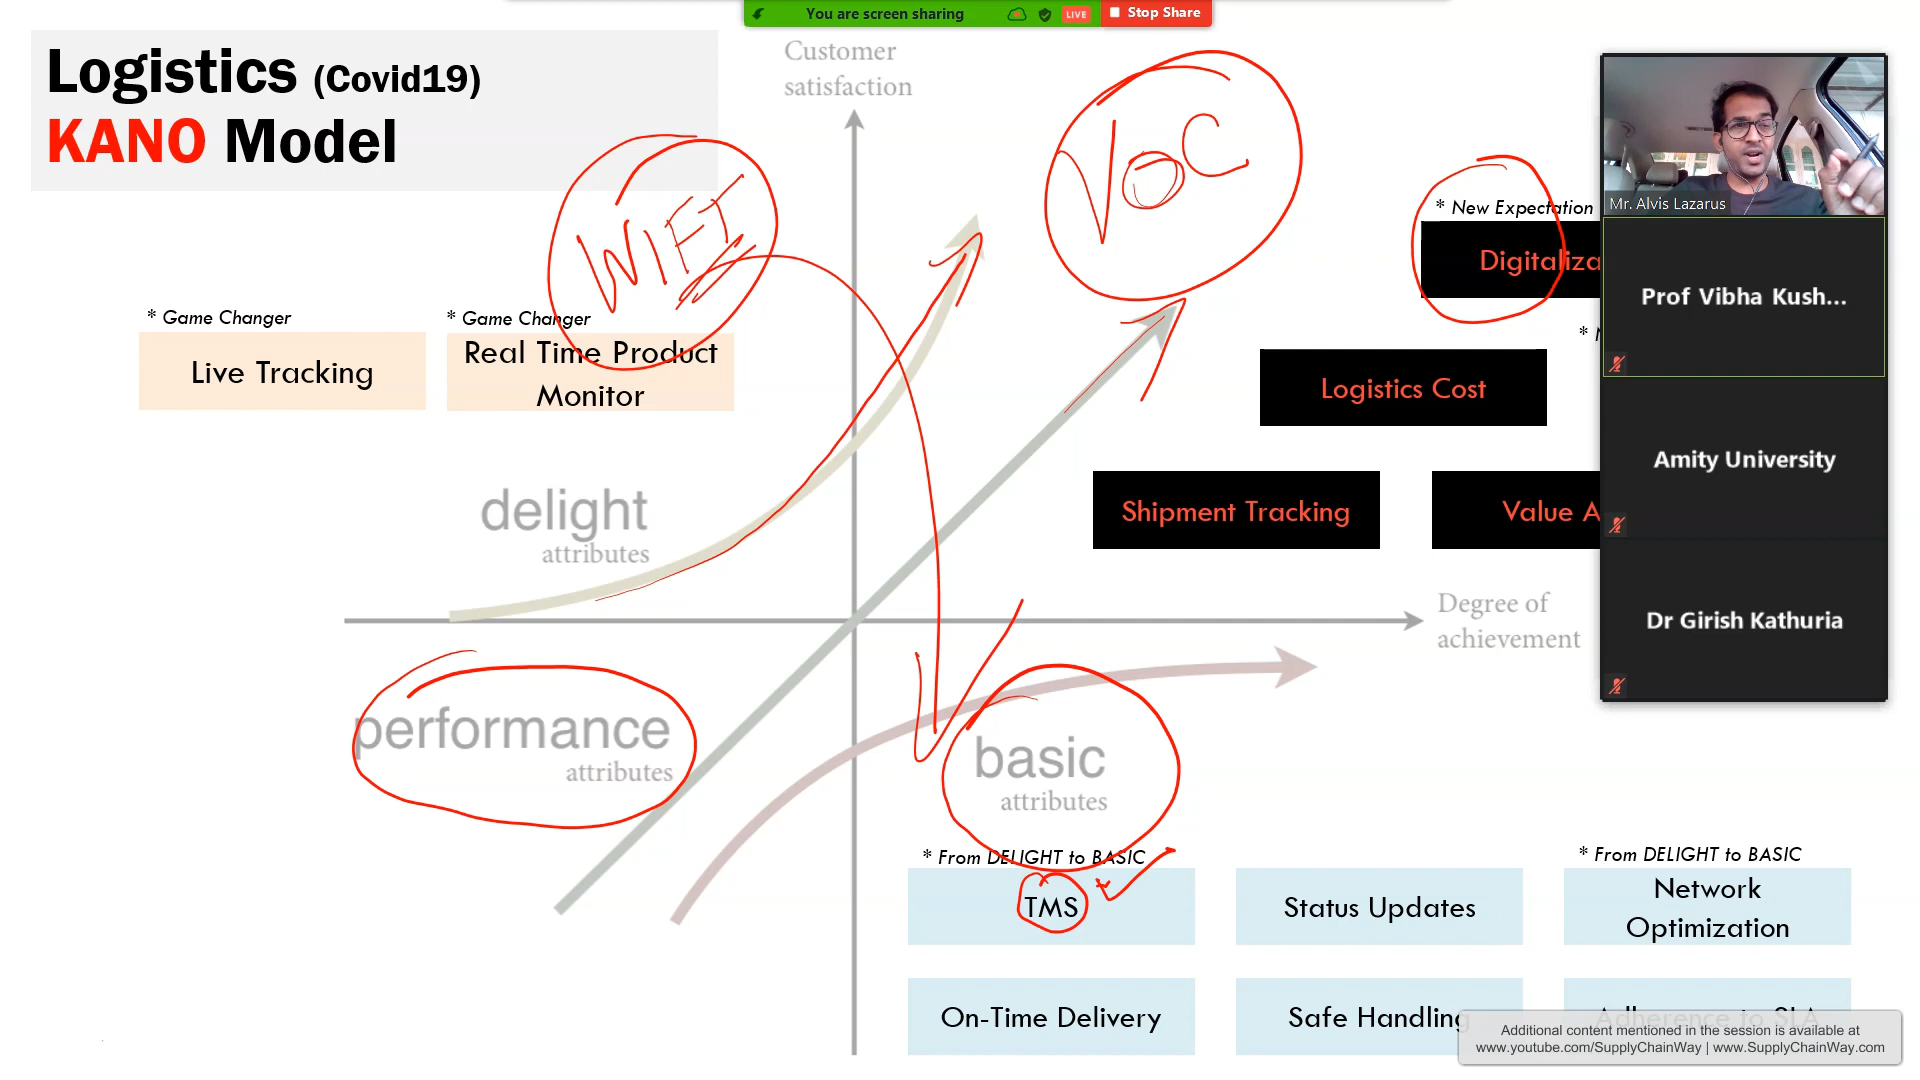 You are screen sharing
LIVE
Stop Share
Logistics (Covid19)
KANO Model
Customer
satisfaction
VOC
WIFI
* New Expectation
Digitaliza
* Game Changer
Live Tracking
* Game Changer
Real Time Product
Monitor
Logistics Cost
Shipment Tracking
Value A
delight
attributes
Degree of
achievement
performance
attributes
basic
attributes
* From DELIGHT to BASIC
TMS
Status Updates
* From DELIGHT to BASIC
Network
Optimization
On-Time Delivery
Safe Handling
Adherence to SLA
Mr. Alvis Lazarus
Prof Vibha Kush...
Amity University
Dr Girish Kathuria
Additional content mentioned in the session is available at
www.youtube.com/SupplyChainWay | www.SupplyChainWay.com